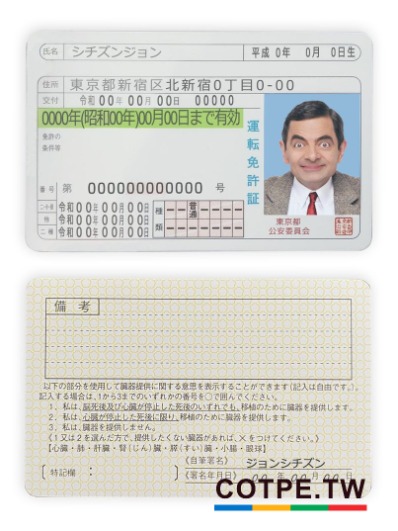 氏名 シチズンジョン 平成 0年 0月 0日生
住所 東京都新宿区北新宿0丁目0-00
交付 令和00年00月00日 00000
0000年(昭和00年)00月00日まで有効
免許の
条件等
運転免許証
番号 第 000000000000 号
二・小・原 令和00年00月00日
他 令和00年00月00日
二種 令和00年00月00日
種類 普通
東京都
公安委員会
備考
以下の部分を使用して臓器提供に関する意思を表示することができます(記入は自由です。)。
記入する場合は、1から3までのいずれかの番号を○で囲んでください。
1. 私は、脳死後及び心臓が停止した死後のいずれでも、移植のために臓器を提供します。
2. 私は、心臓が停止した死後に限り、移植のために臓器を提供します。
3. 私は、臓器を提供しません。
《1又は2を選んだ方で、提供したくない臓器があれば、×をつけてください。》
【心臓・肺・肝臓・腎(じん)臓・膵(すい)臓・小腸・眼球】
〔特記欄: 〕
《自筆署名》 ジョンシチズン
《署名年月日》 00年00月00日
COTPE.TW